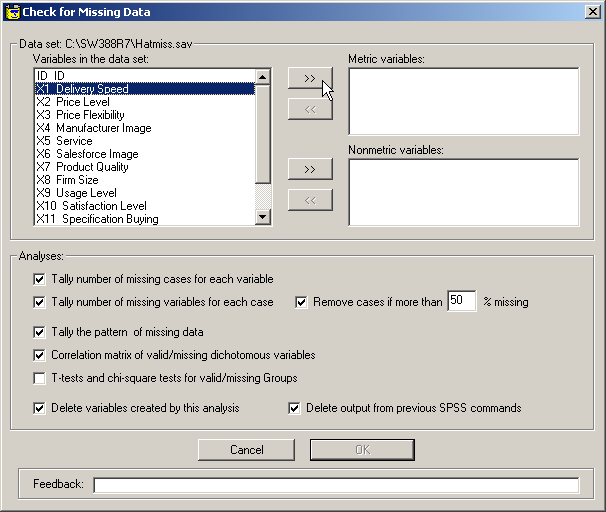 Check for Missing Data
Data set: C:\SW388R7\Hatmiss.sav
Variables in the data set:
ID ID
X1 Delivery Speed
X2 Price Level
X3 Price Flexibility
X4 Manufacturer Image
X5 Service
X6 Salesforce Image
X7 Product Quality
X8 Firm Size
X9 Usage Level
X10 Satisfaction Level
X11 Specification Buying
>>
<<
Metric variables:
Nonmetric variables:
>>
<<
Analyses:
Tally number of missing cases for each variable
Tally number of missing variables for each case
Remove cases if more than 50 % missing
Tally the pattern of missing data
Correlation matrix of valid/missing dichotomous variables
T-tests and chi-square tests for valid/missing Groups
Delete variables created by this analysis
Delete output from previous SPSS commands
Cancel
OK
Feedback: